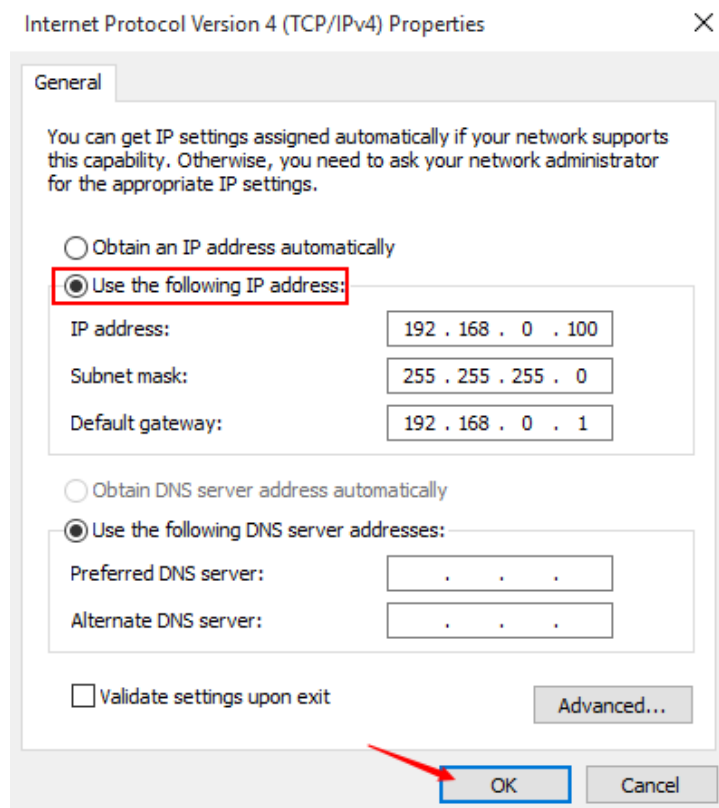 Internet Protocol Version 4 (TCP/IPv4) Properties
General
You can get IP settings assigned automatically if your network supports
this capability. Otherwise, you need to ask your network administrator
for the appropriate IP settings.
Obtain an IP address automatically
Use the following IP address:
IP address: 192 . 168 . 0 . 100
Subnet mask: 255 . 255 . 255 . 0
Default gateway: 192 . 168 . 0 . 1
Obtain DNS server address automatically
Use the following DNS server addresses:
Preferred DNS server: . . .
Alternate DNS server: . . .
Validate settings upon exit
Advanced...
OK Cancel